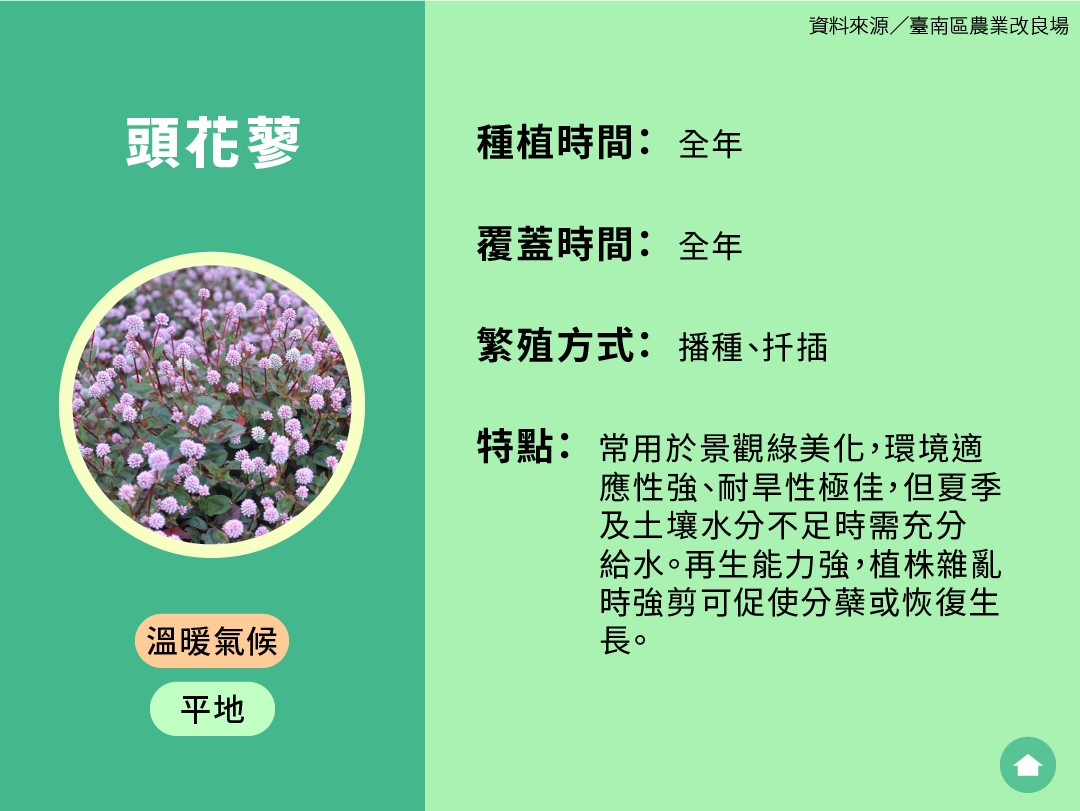 資料來源／臺南區農業改良場
頭花蓼
溫暖氣候
平地
種植時間： 全年
覆蓋時間： 全年
繁殖方式： 播種、扦插
特點： 常用於景觀綠美化，環境適
應性強、耐旱性極佳，但夏季
及土壤水分不足時需充分
給水。再生能力強，植株雜亂
時強剪可促使分蘗或恢復生
長。